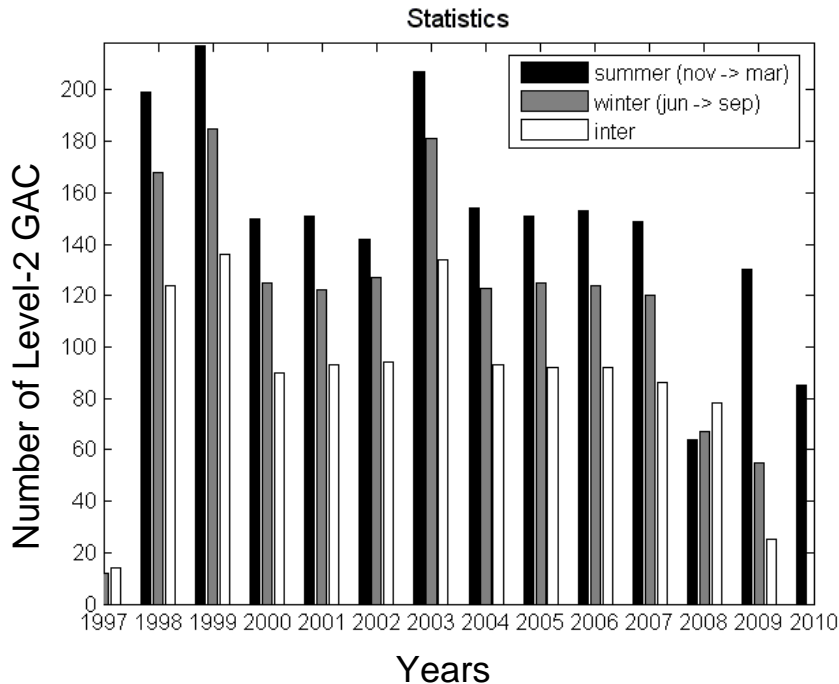 Statistics
summer (nov -> mar)
winter (jun -> sep)
inter
Number of Level-2 GAC
200
180
160
140
120
100
80
60
40
20
0
1997 1998 1999 2000 2001 2002 2003 2004 2005 2006 2007 2008 2009 2010
Years